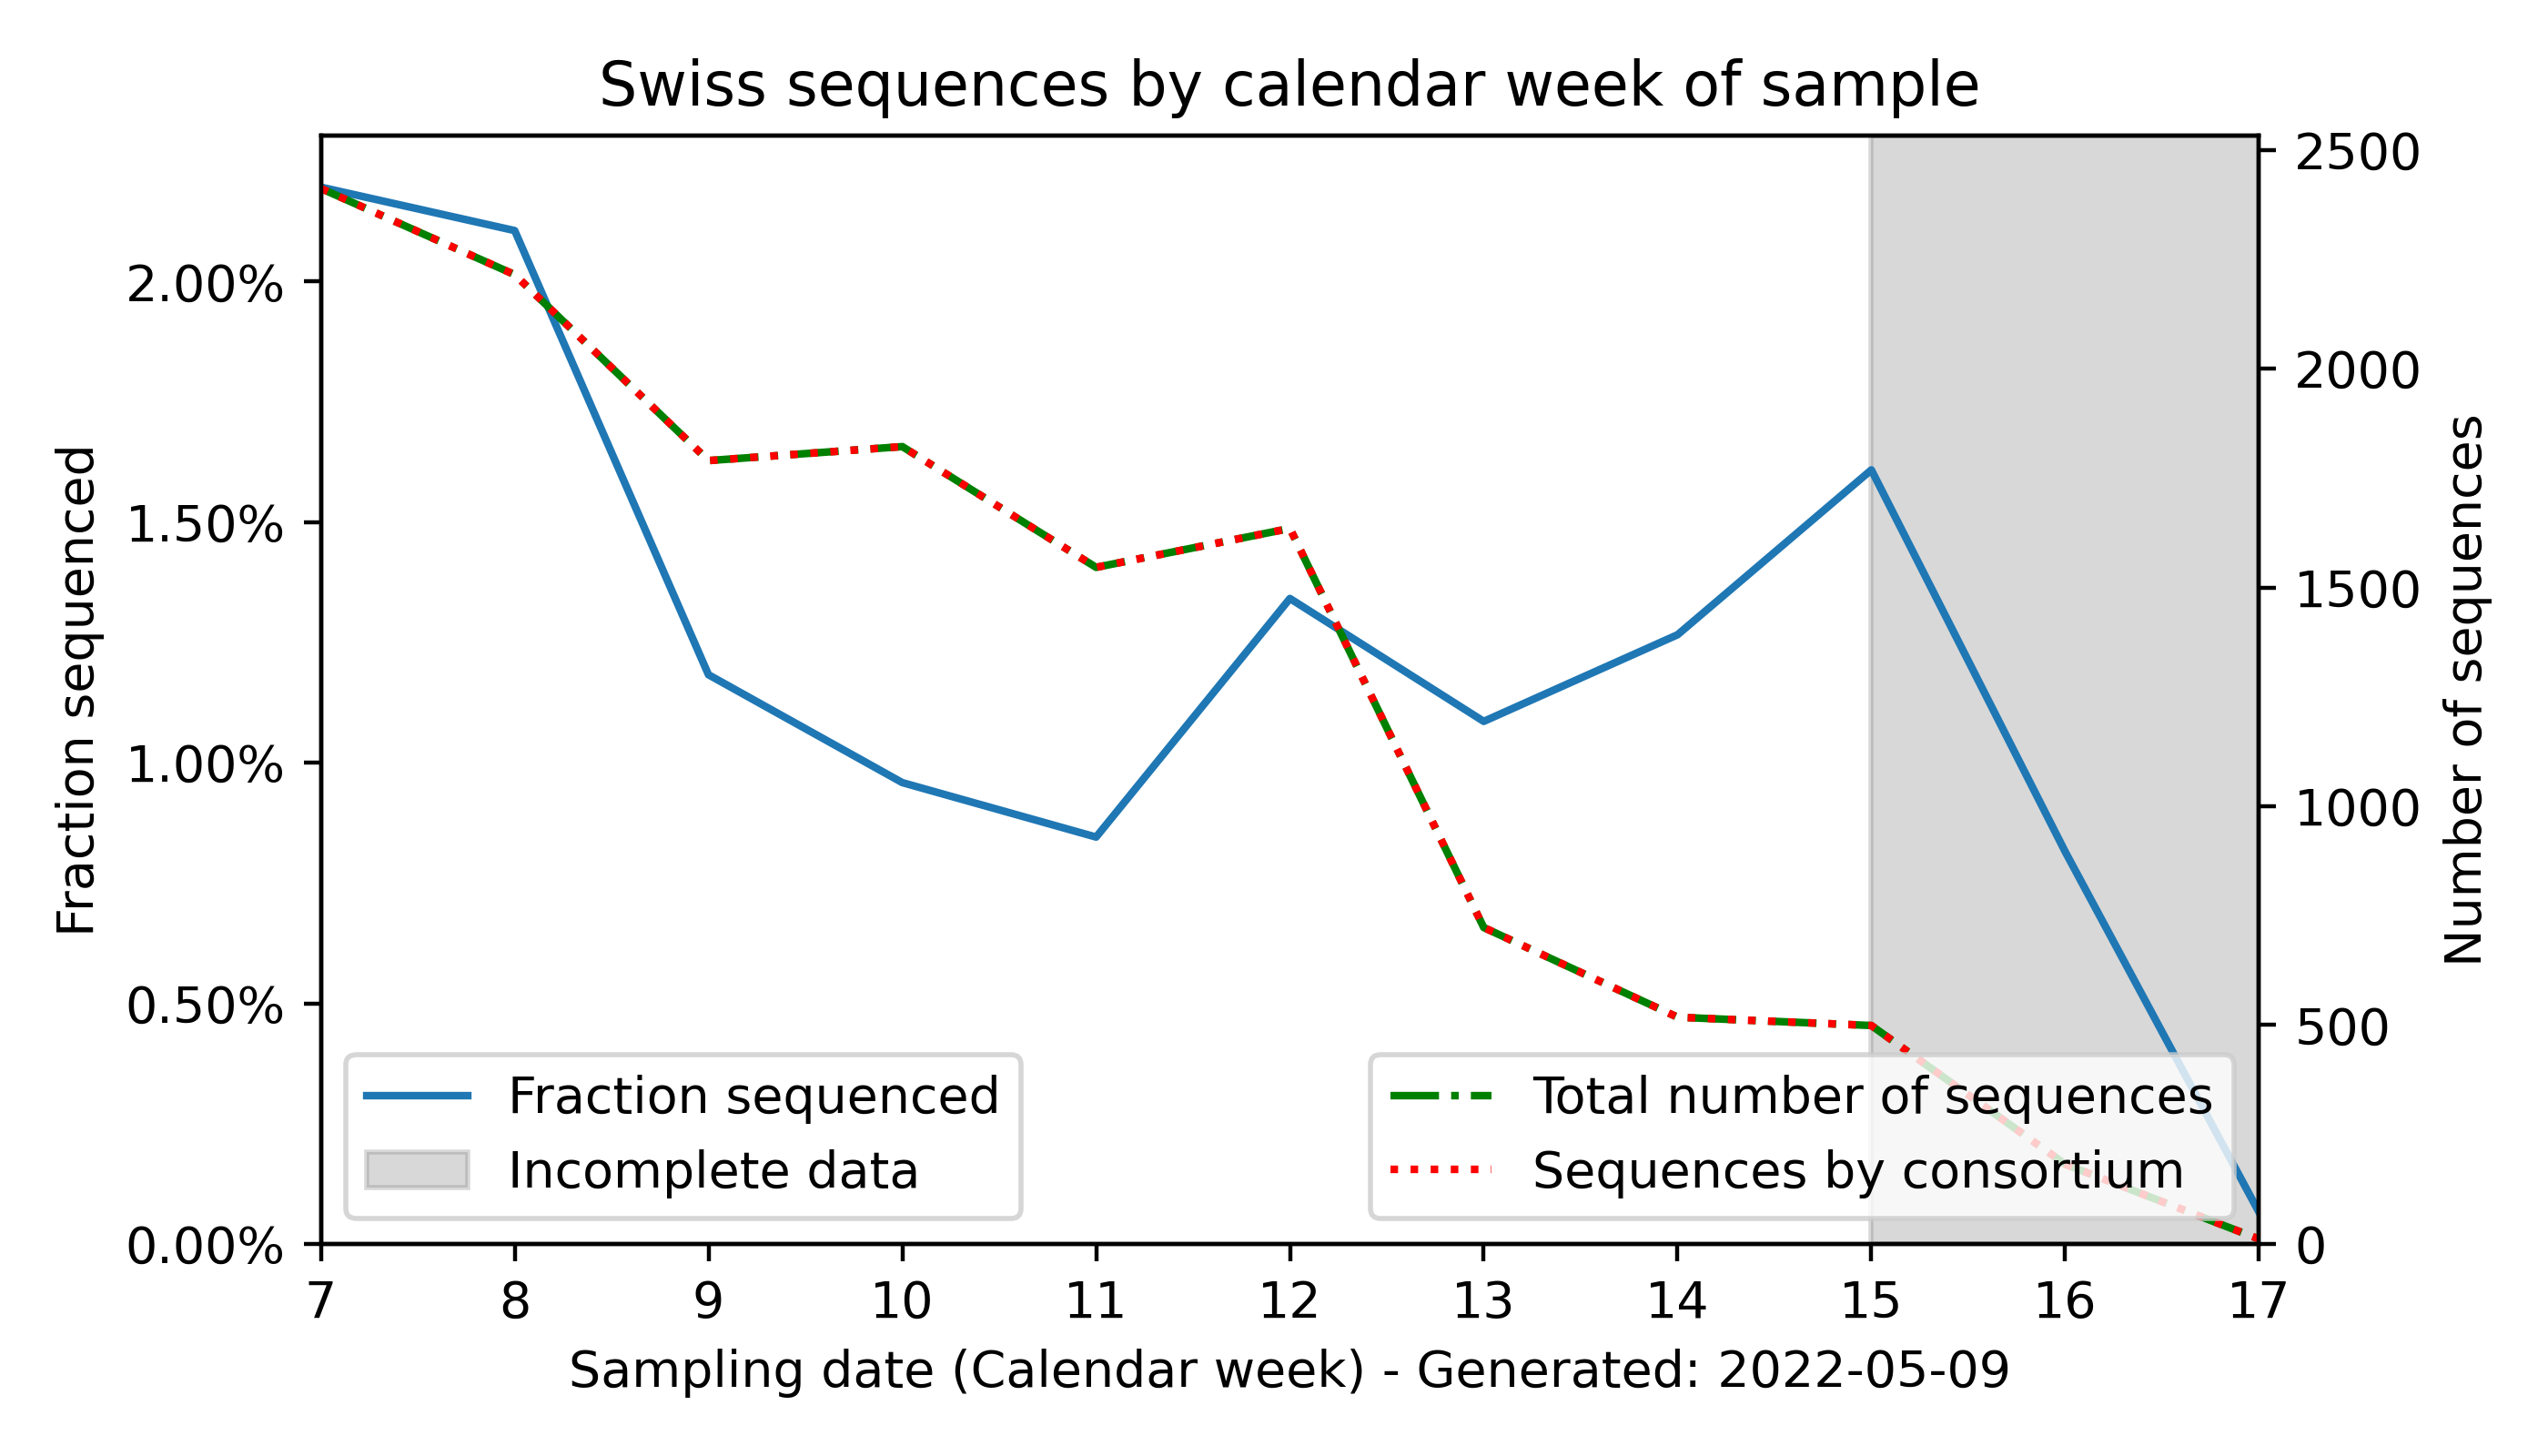 Swiss sequences by calendar week of sample
Fraction sequenced
2.00%
1.50%
1.00%
0.50%
0.00%
2500
2000
1500
1000
500
0
Number of sequences
Fraction sequenced
Incomplete data
Total number of sequences
Sequences by consortium
7 8 9 10 11 12 13 14 15 16 17
Sampling date (Calendar week) - Generated: 2022-05-09